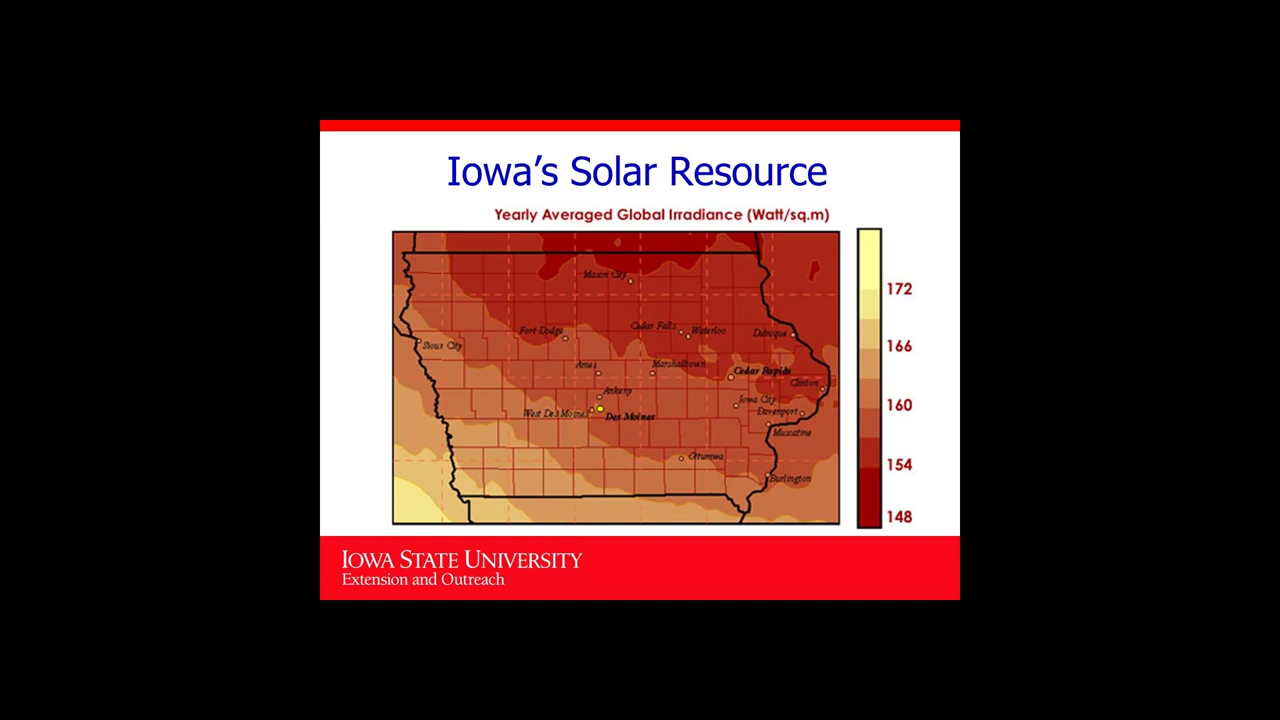 Iowa's Solar Resource
Yearly Averaged Global Irradiance (Watt/sq.m)
Mason City
Fort Dodge
Cedar Falls
Waterloo
Dubuque
Sioux City
Ames
Marshalltown
Cedar Rapids
Clinton
Ankeny
Iowa City
West Des Moines
Des Moines
Davenport
Muscatine
Ottumwa
Burlington
172
166
160
154
148
IOWA STATE UNIVERSITY
Extension and Outreach